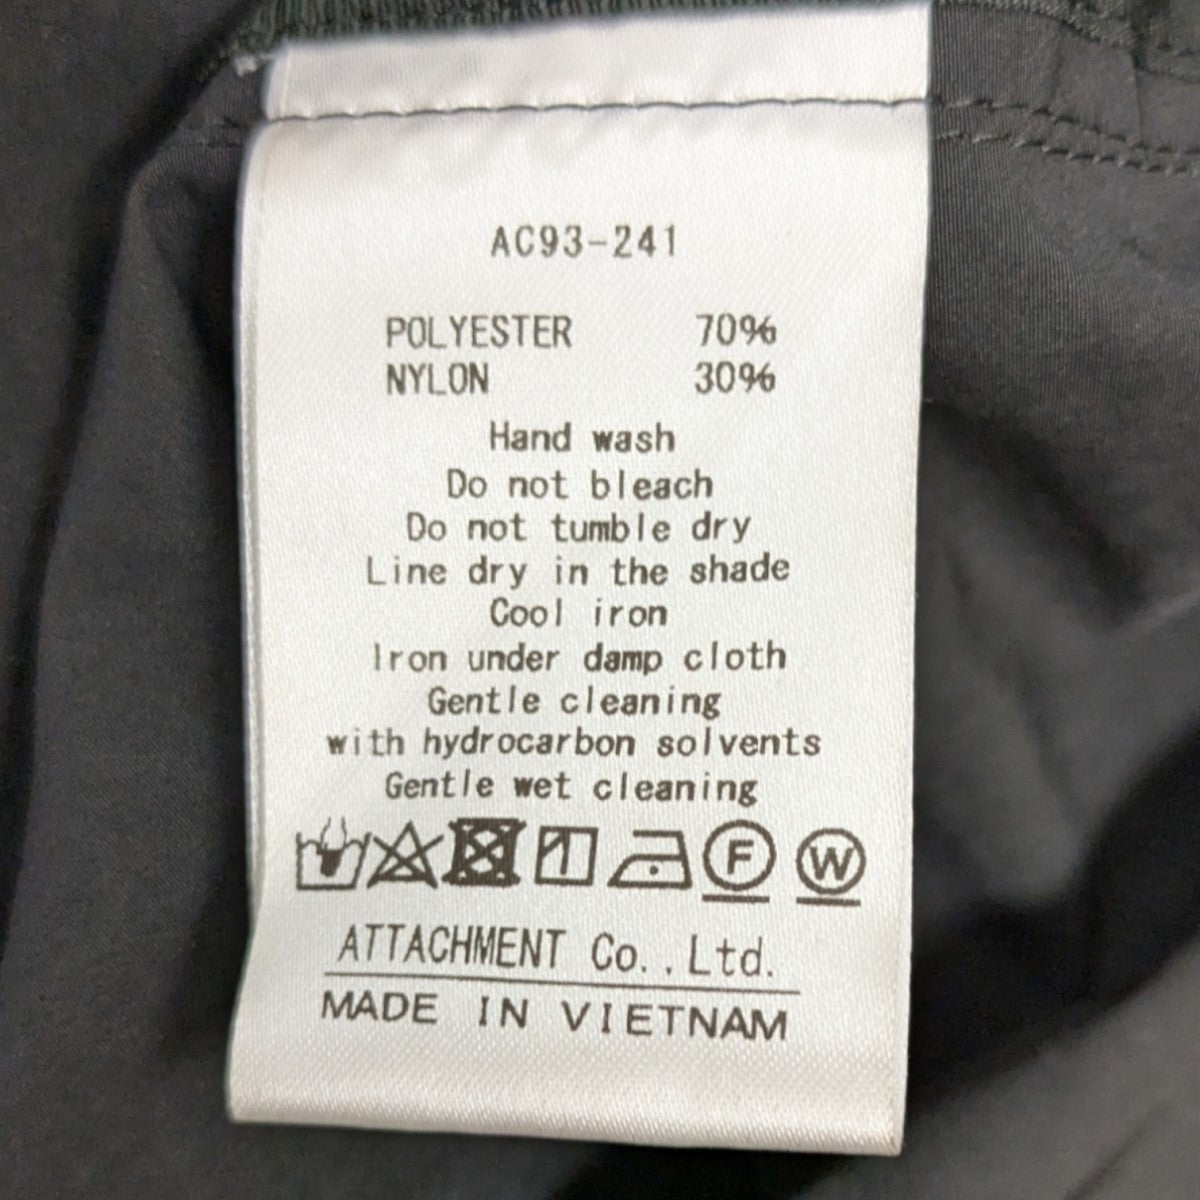 AC93-241
POLYESTER 70%
NYLON 30%
Hand wash
Do not bleach
Do not tumble dry
Line dry in the shade
Cool iron
Iron under damp cloth
Gentle cleaning
with hydrocarbon solvents
Gentle wet cleaning
F W
ATTACHMENT Co.,Ltd.
MADE IN VIETNAM